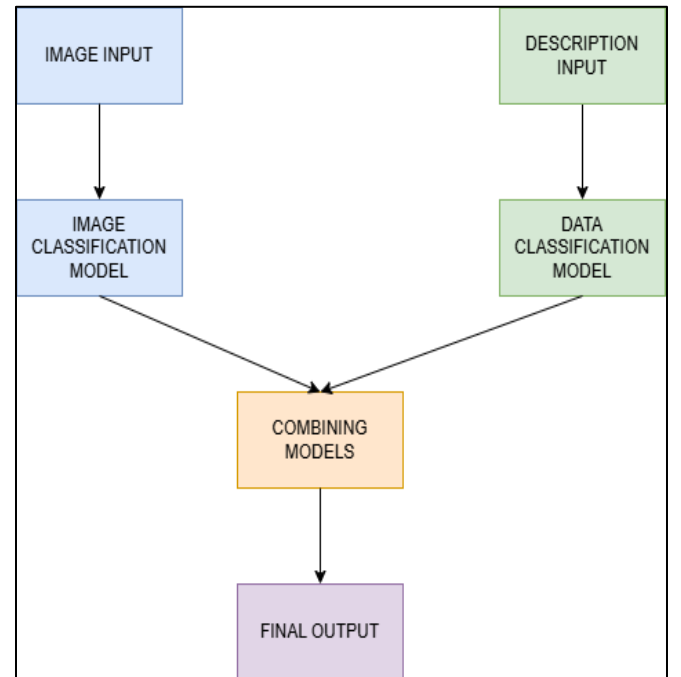 IMAGE INPUT
DESCRIPTION
INPUT
IMAGE
CLASSIFICATION
MODEL
DATA
CLASSIFICATION
MODEL
COMBINING
MODELS
FINAL OUTPUT